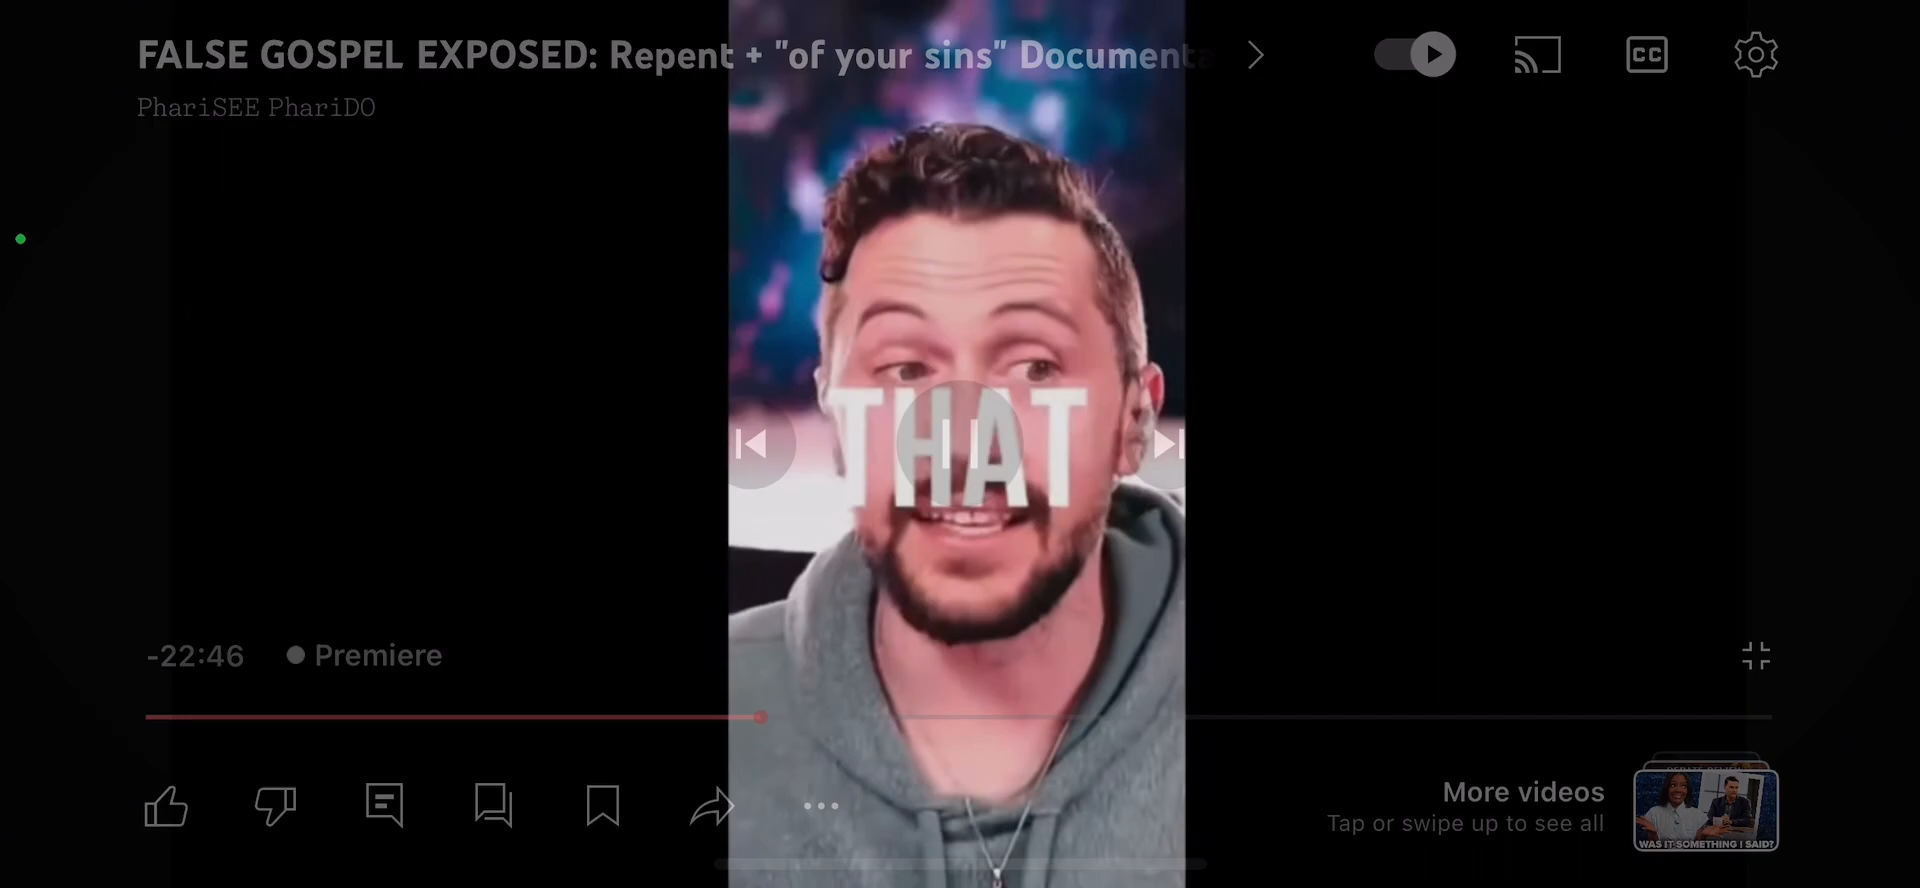 FALSE GOSPEL EXPOSED: Repent + "of your sins" Documenta
CC
PhariSEE PhariDO
THAT
-22:46 Premiere
More videos
Tap or swipe up to see all
WAS IT SOMETHING I SAID?